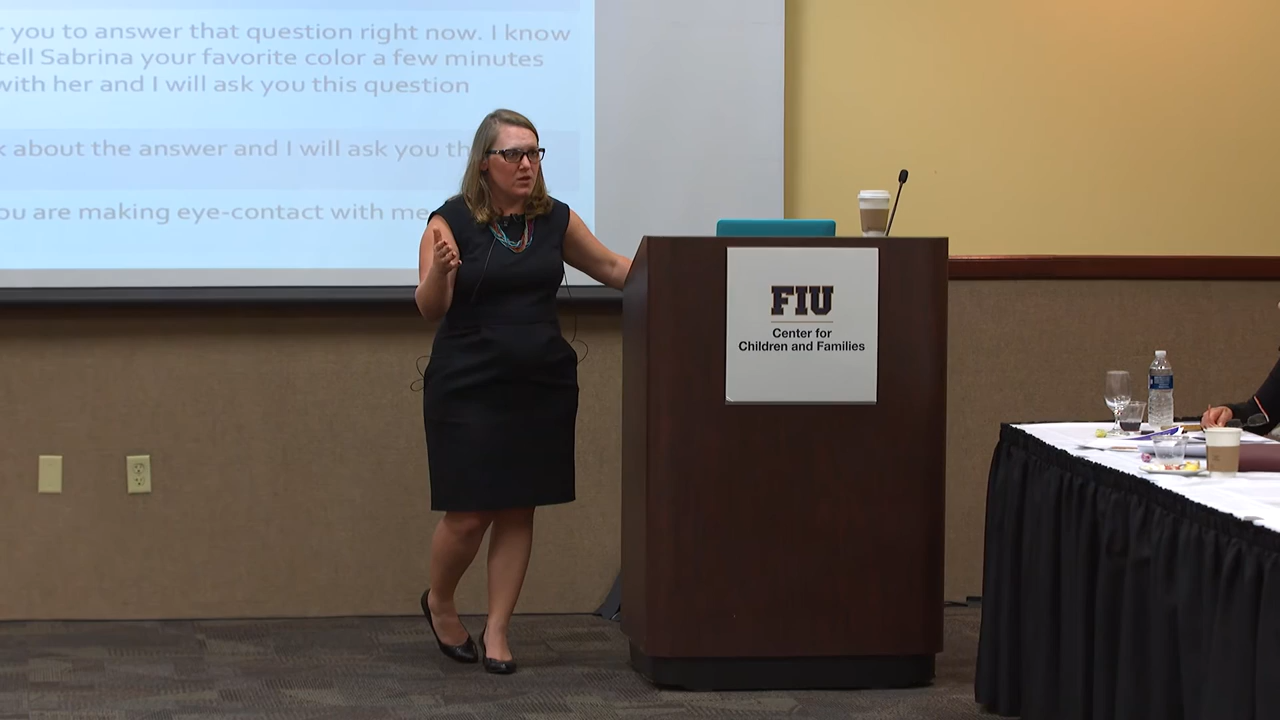 r you to answer that question right now. I know
tell Sabrina your favorite color a few minutes
with her and I will ask you this question
k about the answer and I will ask you th
ou are making eye-contact with me
FIU
Center for
Children and Families